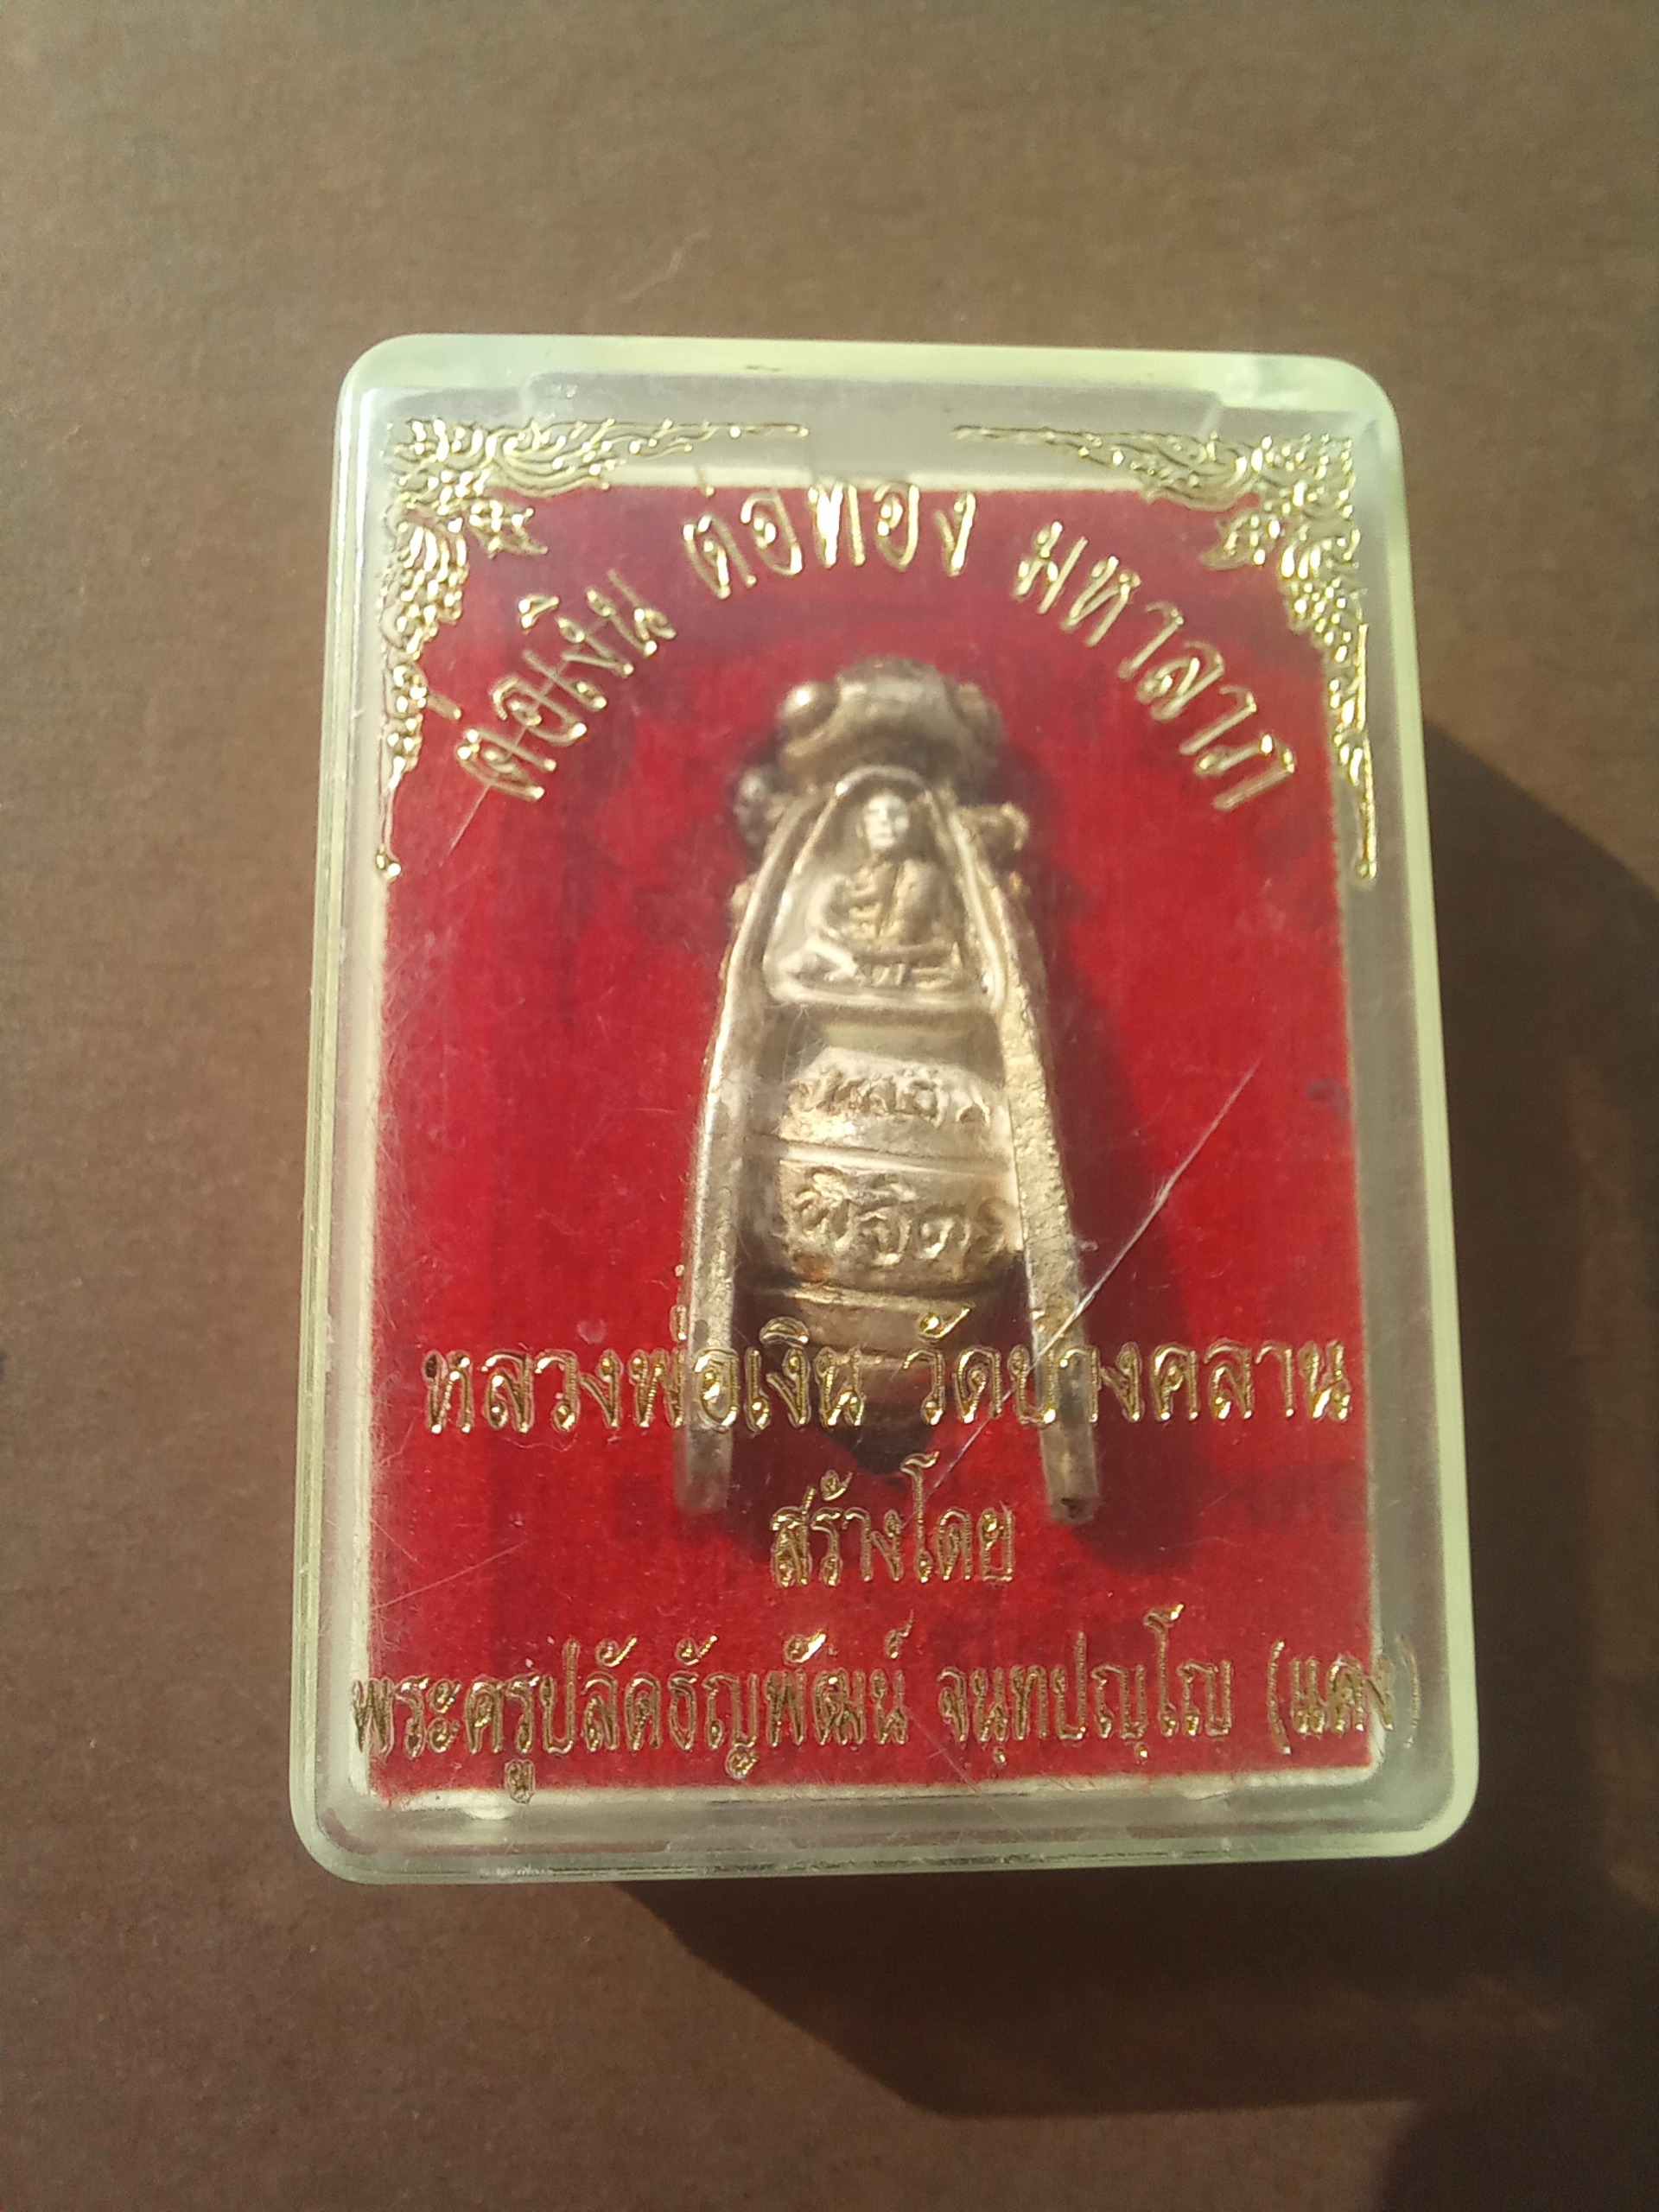 ต่อเงิน ต่อทอง มหาลาภ
พิจิตร
หลวงพ่อเงิน วัดบางคลาน
สร้างโดย
พระครูปลัดธัญพัฒน์ จนฺทปญฺโญ (แดง)